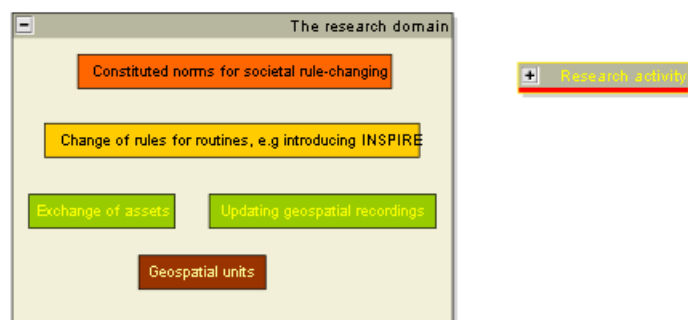 The research domain
Constituted norms for societal rule-changing
Research activity
Change of rules for routines, e.g introducing INSPIRE
Exchange of assets
Updating geospatial recordings
Geospatial units